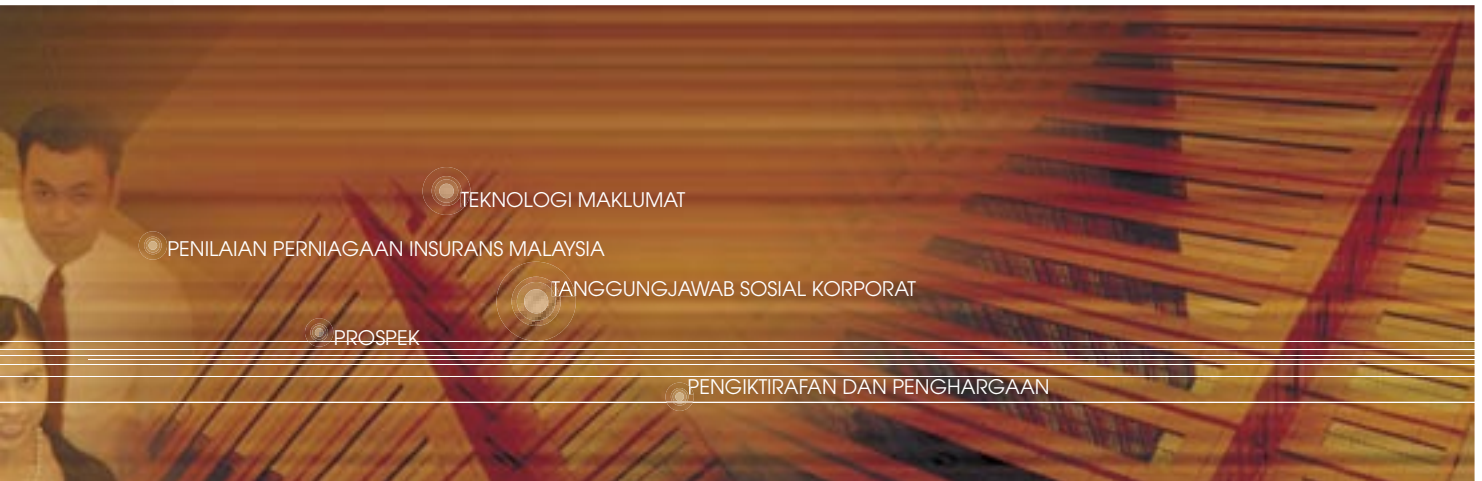 TEKNOLOGI MAKLUMAT
PENILAIAN PERNIAGAAN INSURANS MALAYSIA
TANGGUNGJAWAB SOSIAL KORPORAT
PROSPEK
PENGIKTIRAFAN DAN PENGHARGAAN